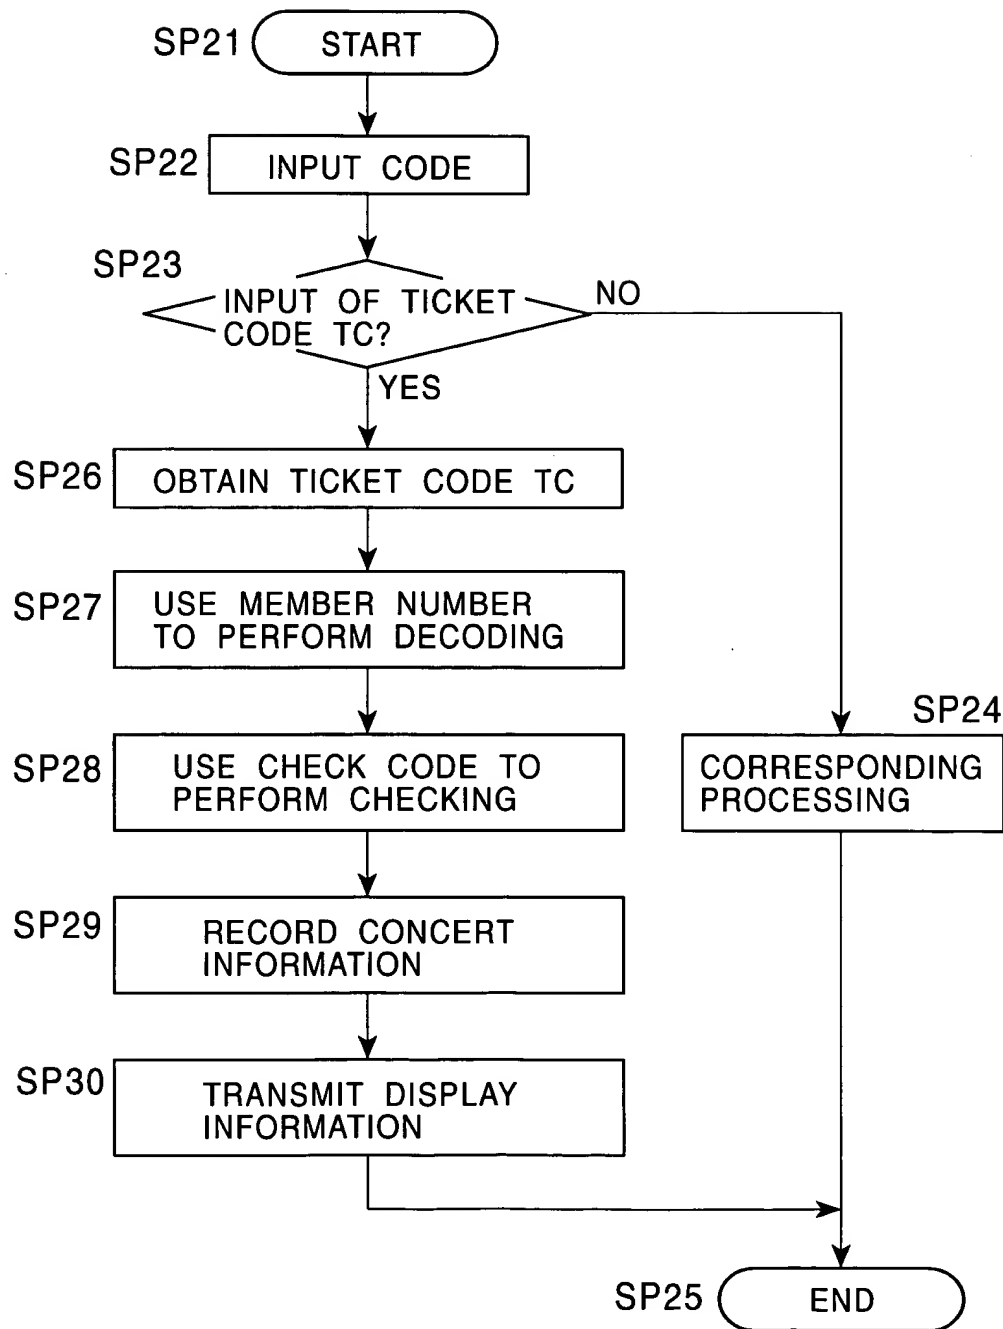 SP21
START
SP22
INPUT CODE
SP23
INPUT OF TICKET
CODE TC?
NO
YES
SP26
OBTAIN TICKET CODE TC
SP27
USE MEMBER NUMBER
TO PERFORM DECODING
SP24
CORRESPONDING
PROCESSING
SP28
USE CHECK CODE TO
PERFORM CHECKING
SP29
RECORD CONCERT
INFORMATION
SP30
TRANSMIT DISPLAY
INFORMATION
SP25
END